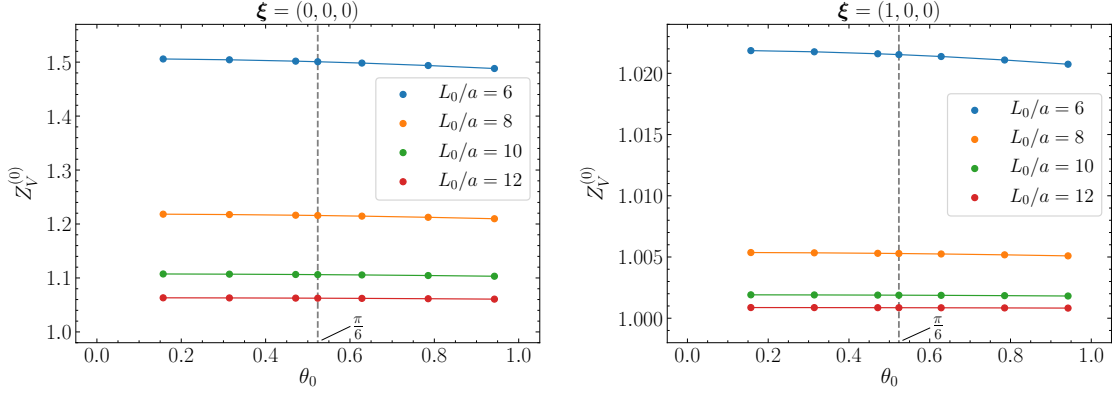 ξ = (0, 0, 0)
Z_V^{(0)}
1.5
1.4
1.3
1.2
1.1
1.0
L_0/a = 6
L_0/a = 8
L_0/a = 10
L_0/a = 12
π/6
0.0 0.2 0.4 0.6 0.8 1.0
θ_0
ξ = (1, 0, 0)
Z_V^{(0)}
1.020
1.015
1.010
1.005
1.000
L_0/a = 6
L_0/a = 8
L_0/a = 10
L_0/a = 12
π/6
0.0 0.2 0.4 0.6 0.8 1.0
θ_0